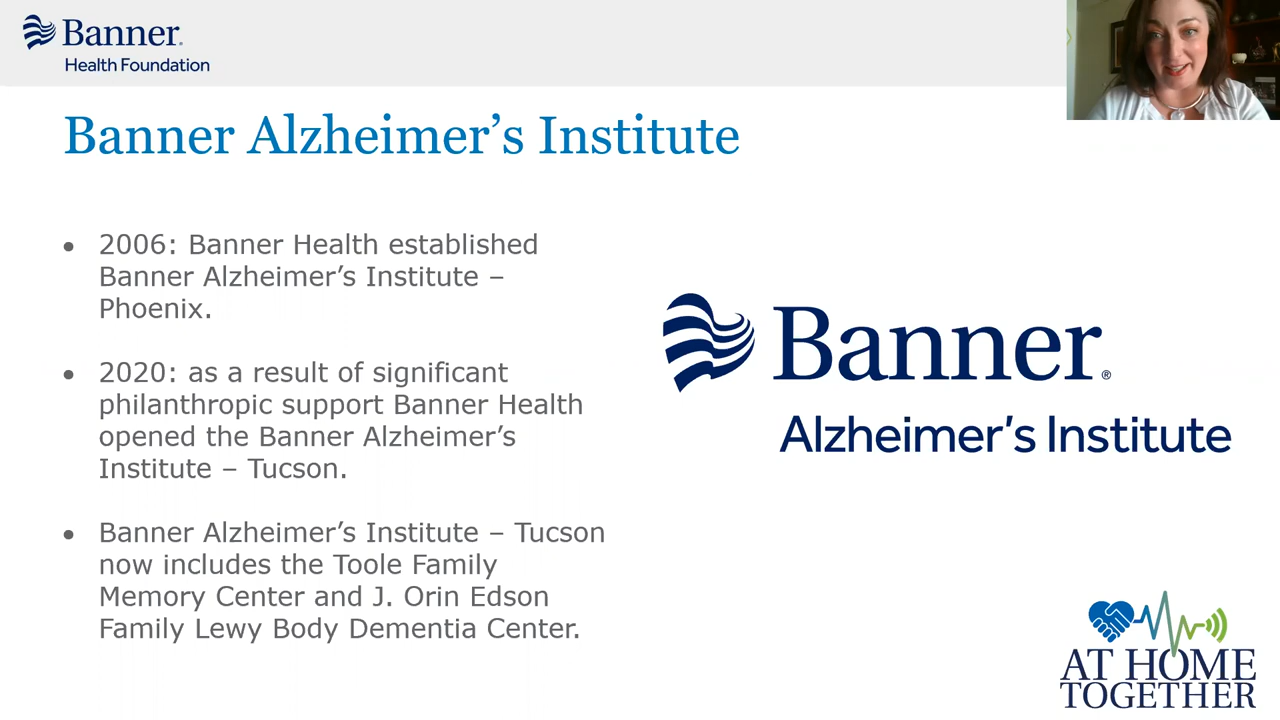 Banner®
Health Foundation
Banner Alzheimer’s Institute
• 2006: Banner Health established
Banner Alzheimer’s Institute –
Phoenix.
• 2020: as a result of significant
philanthropic support Banner Health
opened the Banner Alzheimer’s
Institute – Tucson.
• Banner Alzheimer’s Institute – Tucson
now includes the Toole Family
Memory Center and J. Orin Edson
Family Lewy Body Dementia Center.
Banner®
Alzheimer’s Institute
AT HOME
TOGETHER